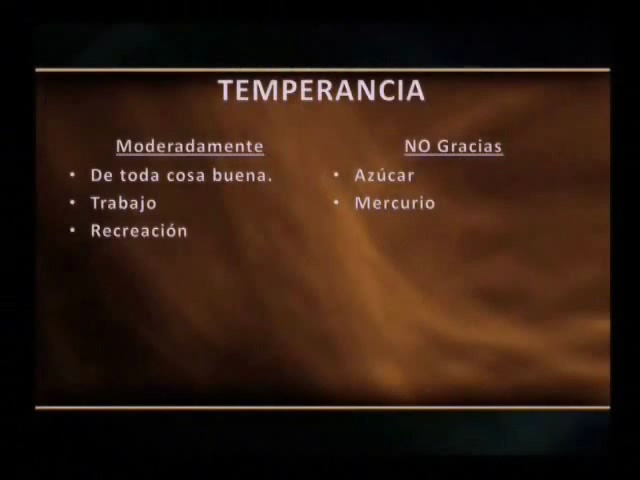 TEMPERANCIA
Moderadamente
• De toda cosa buena.
• Trabajo
• Recreación
NO Gracias
• Azúcar
• Mercurio